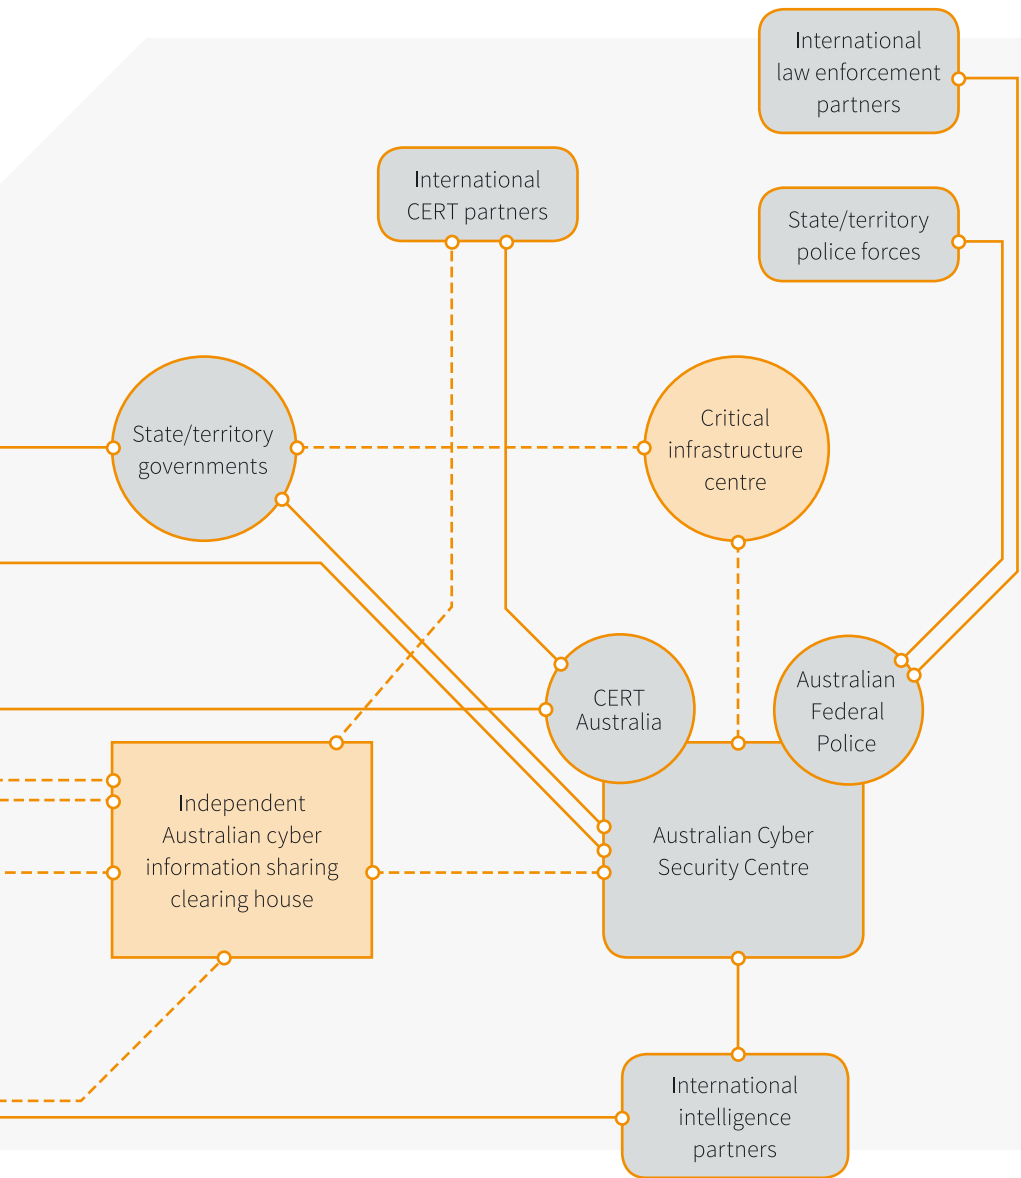 International
law enforcement
partners
International
CERT partners
State/territory
police forces
State/territory
governments
Critical
infrastructure
centre
CERT
Australia
Australian
Federal
Police
Independent
Australian cyber
information sharing
clearing house
Australian Cyber
Security Centre
International
intelligence
partners